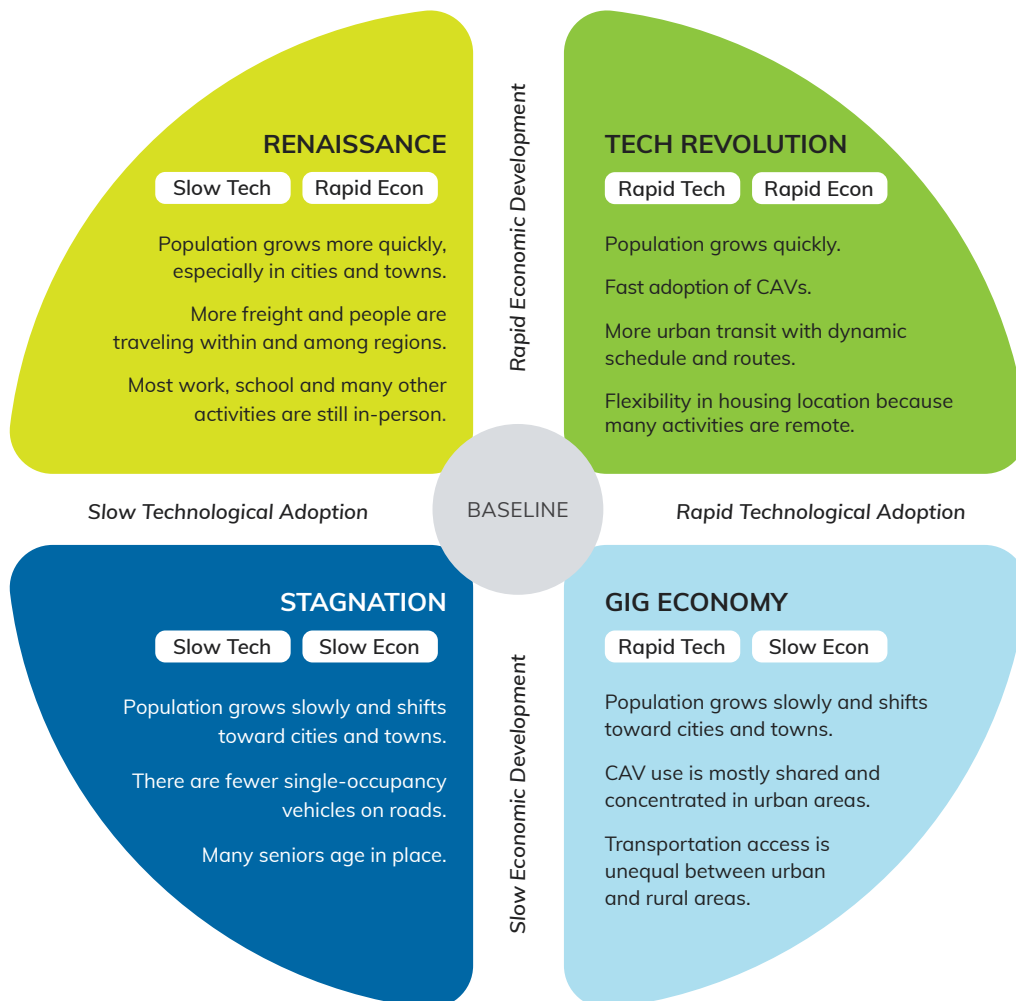 RENAISSANCE
Slow Tech
Rapid Econ
Population grows more quickly,
especially in cities and towns.
More freight and people are
traveling within and among regions.
Most work, school and many other
activities are still in-person.
Rapid Economic Development
TECH REVOLUTION
Rapid Tech
Rapid Econ
Population grows quickly.
Fast adoption of CAVs.
More urban transit with dynamic
schedule and routes.
Flexibility in housing location because
many activities are remote.
Slow Technological Adoption
BASELINE
Rapid Technological Adoption
STAGNATION
Slow Tech
Slow Econ
Population grows slowly and shifts
toward cities and towns.
There are fewer single-occupancy
vehicles on roads.
Many seniors age in place.
Slow Economic Development
GIG ECONOMY
Rapid Tech
Slow Econ
Population grows slowly and shifts
toward cities and towns.
CAV use is mostly shared and
concentrated in urban areas.
Transportation access is
unequal between urban
and rural areas.